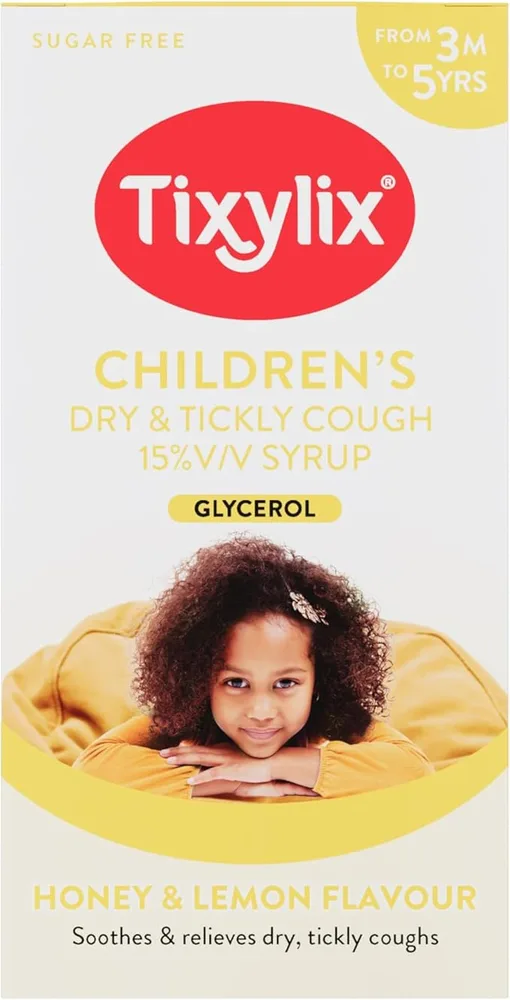 SUGAR FREE
FROM 3M
TO 5YRS
Tixylix®
CHILDREN'S
DRY & TICKLY COUGH
15%V/V SYRUP
GLYCEROL
HONEY & LEMON FLAVOUR
Soothes & relieves dry, tickly coughs